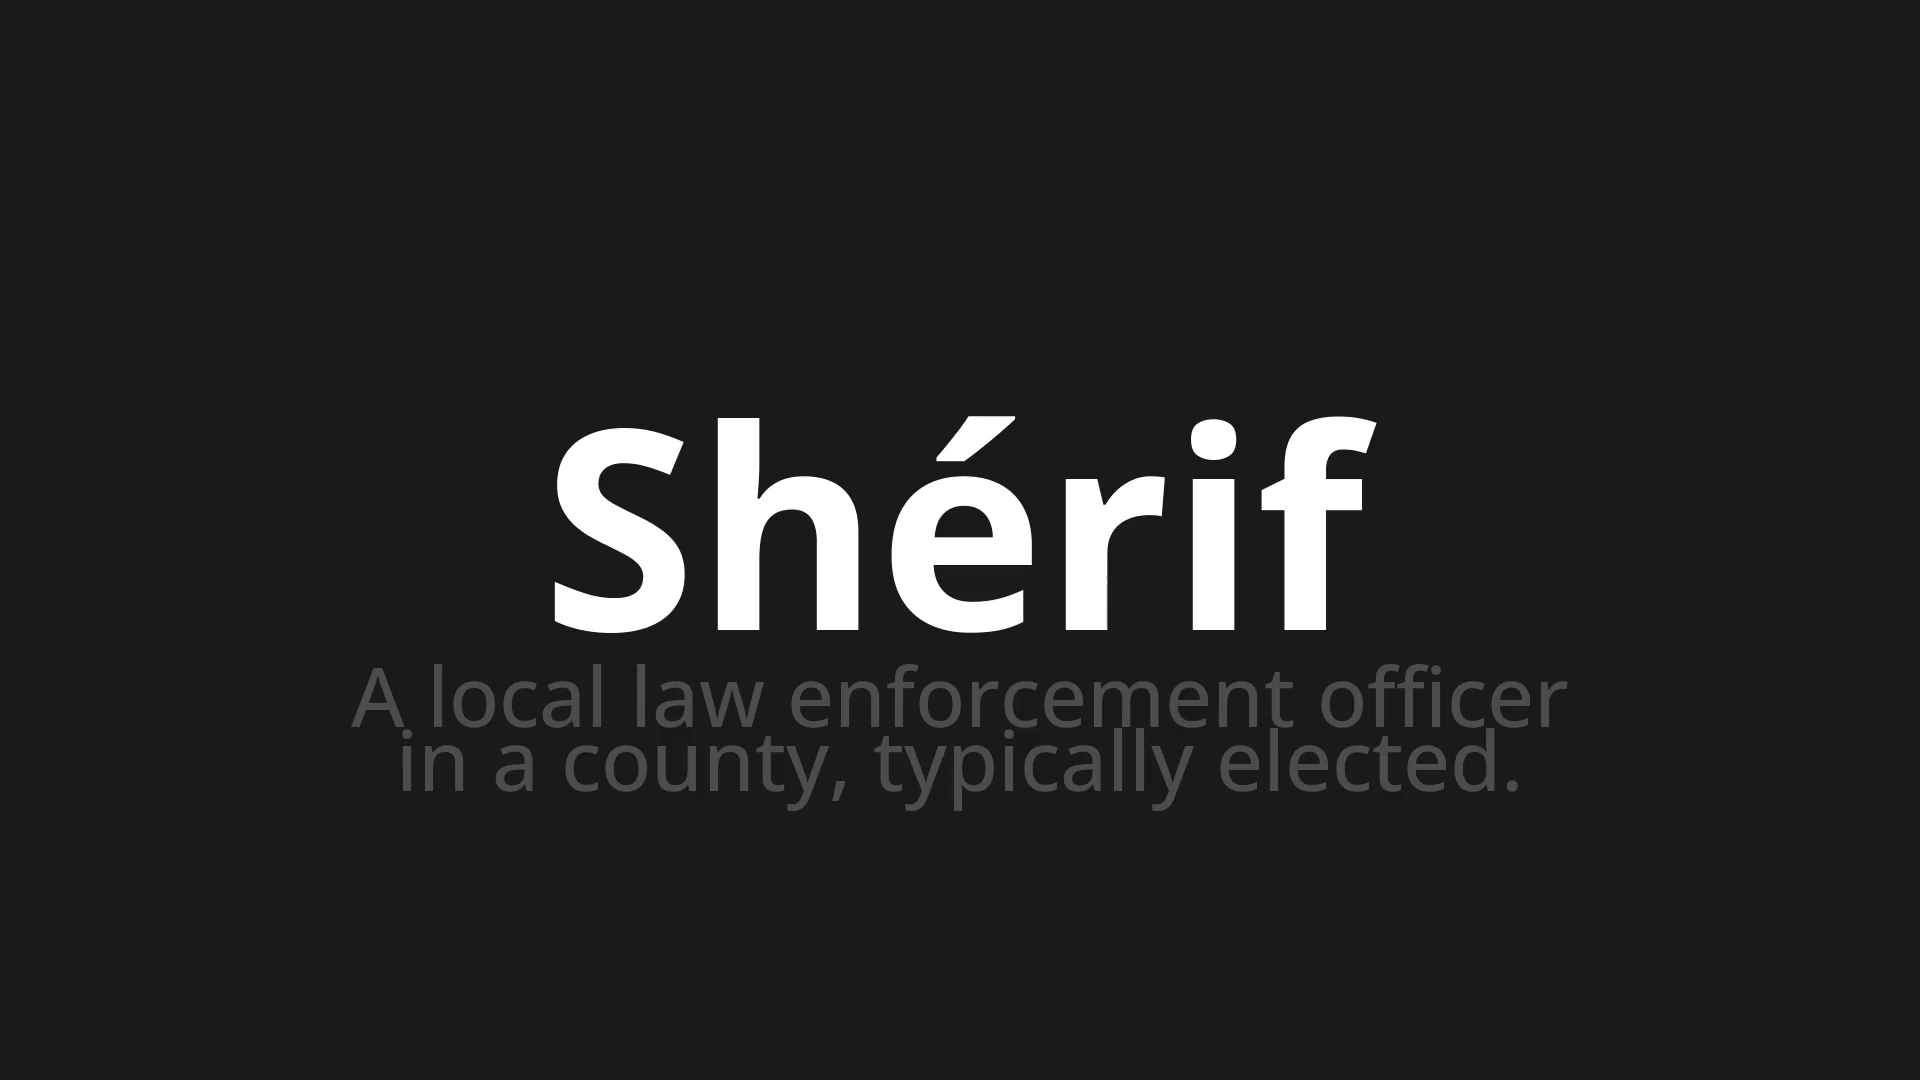 Shérif
A local law enforcement officer
in a county, typically elected.